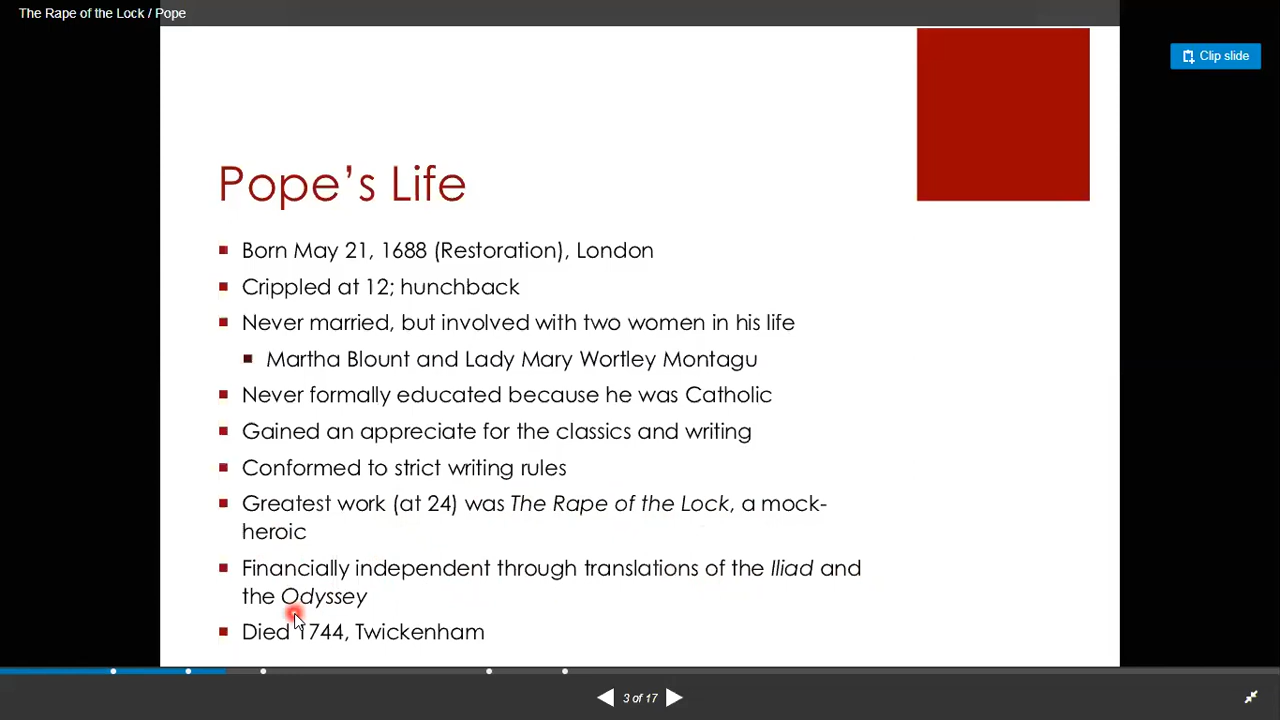 The Rape of the Lock / Pope
Clip slide
Pope's Life
Born May 21, 1688 (Restoration), London
Crippled at 12; hunchback
Never married, but involved with two women in his life
Martha Blount and Lady Mary Wortley Montagu
Never formally educated because he was Catholic
Gained an appreciate for the classics and writing
Conformed to strict writing rules
Greatest work (at 24) was The Rape of the Lock, a mock-
heroic
Financially independent through translations of the Iliad and
the Odyssey
Died 1744, Twickenham
3 of 17